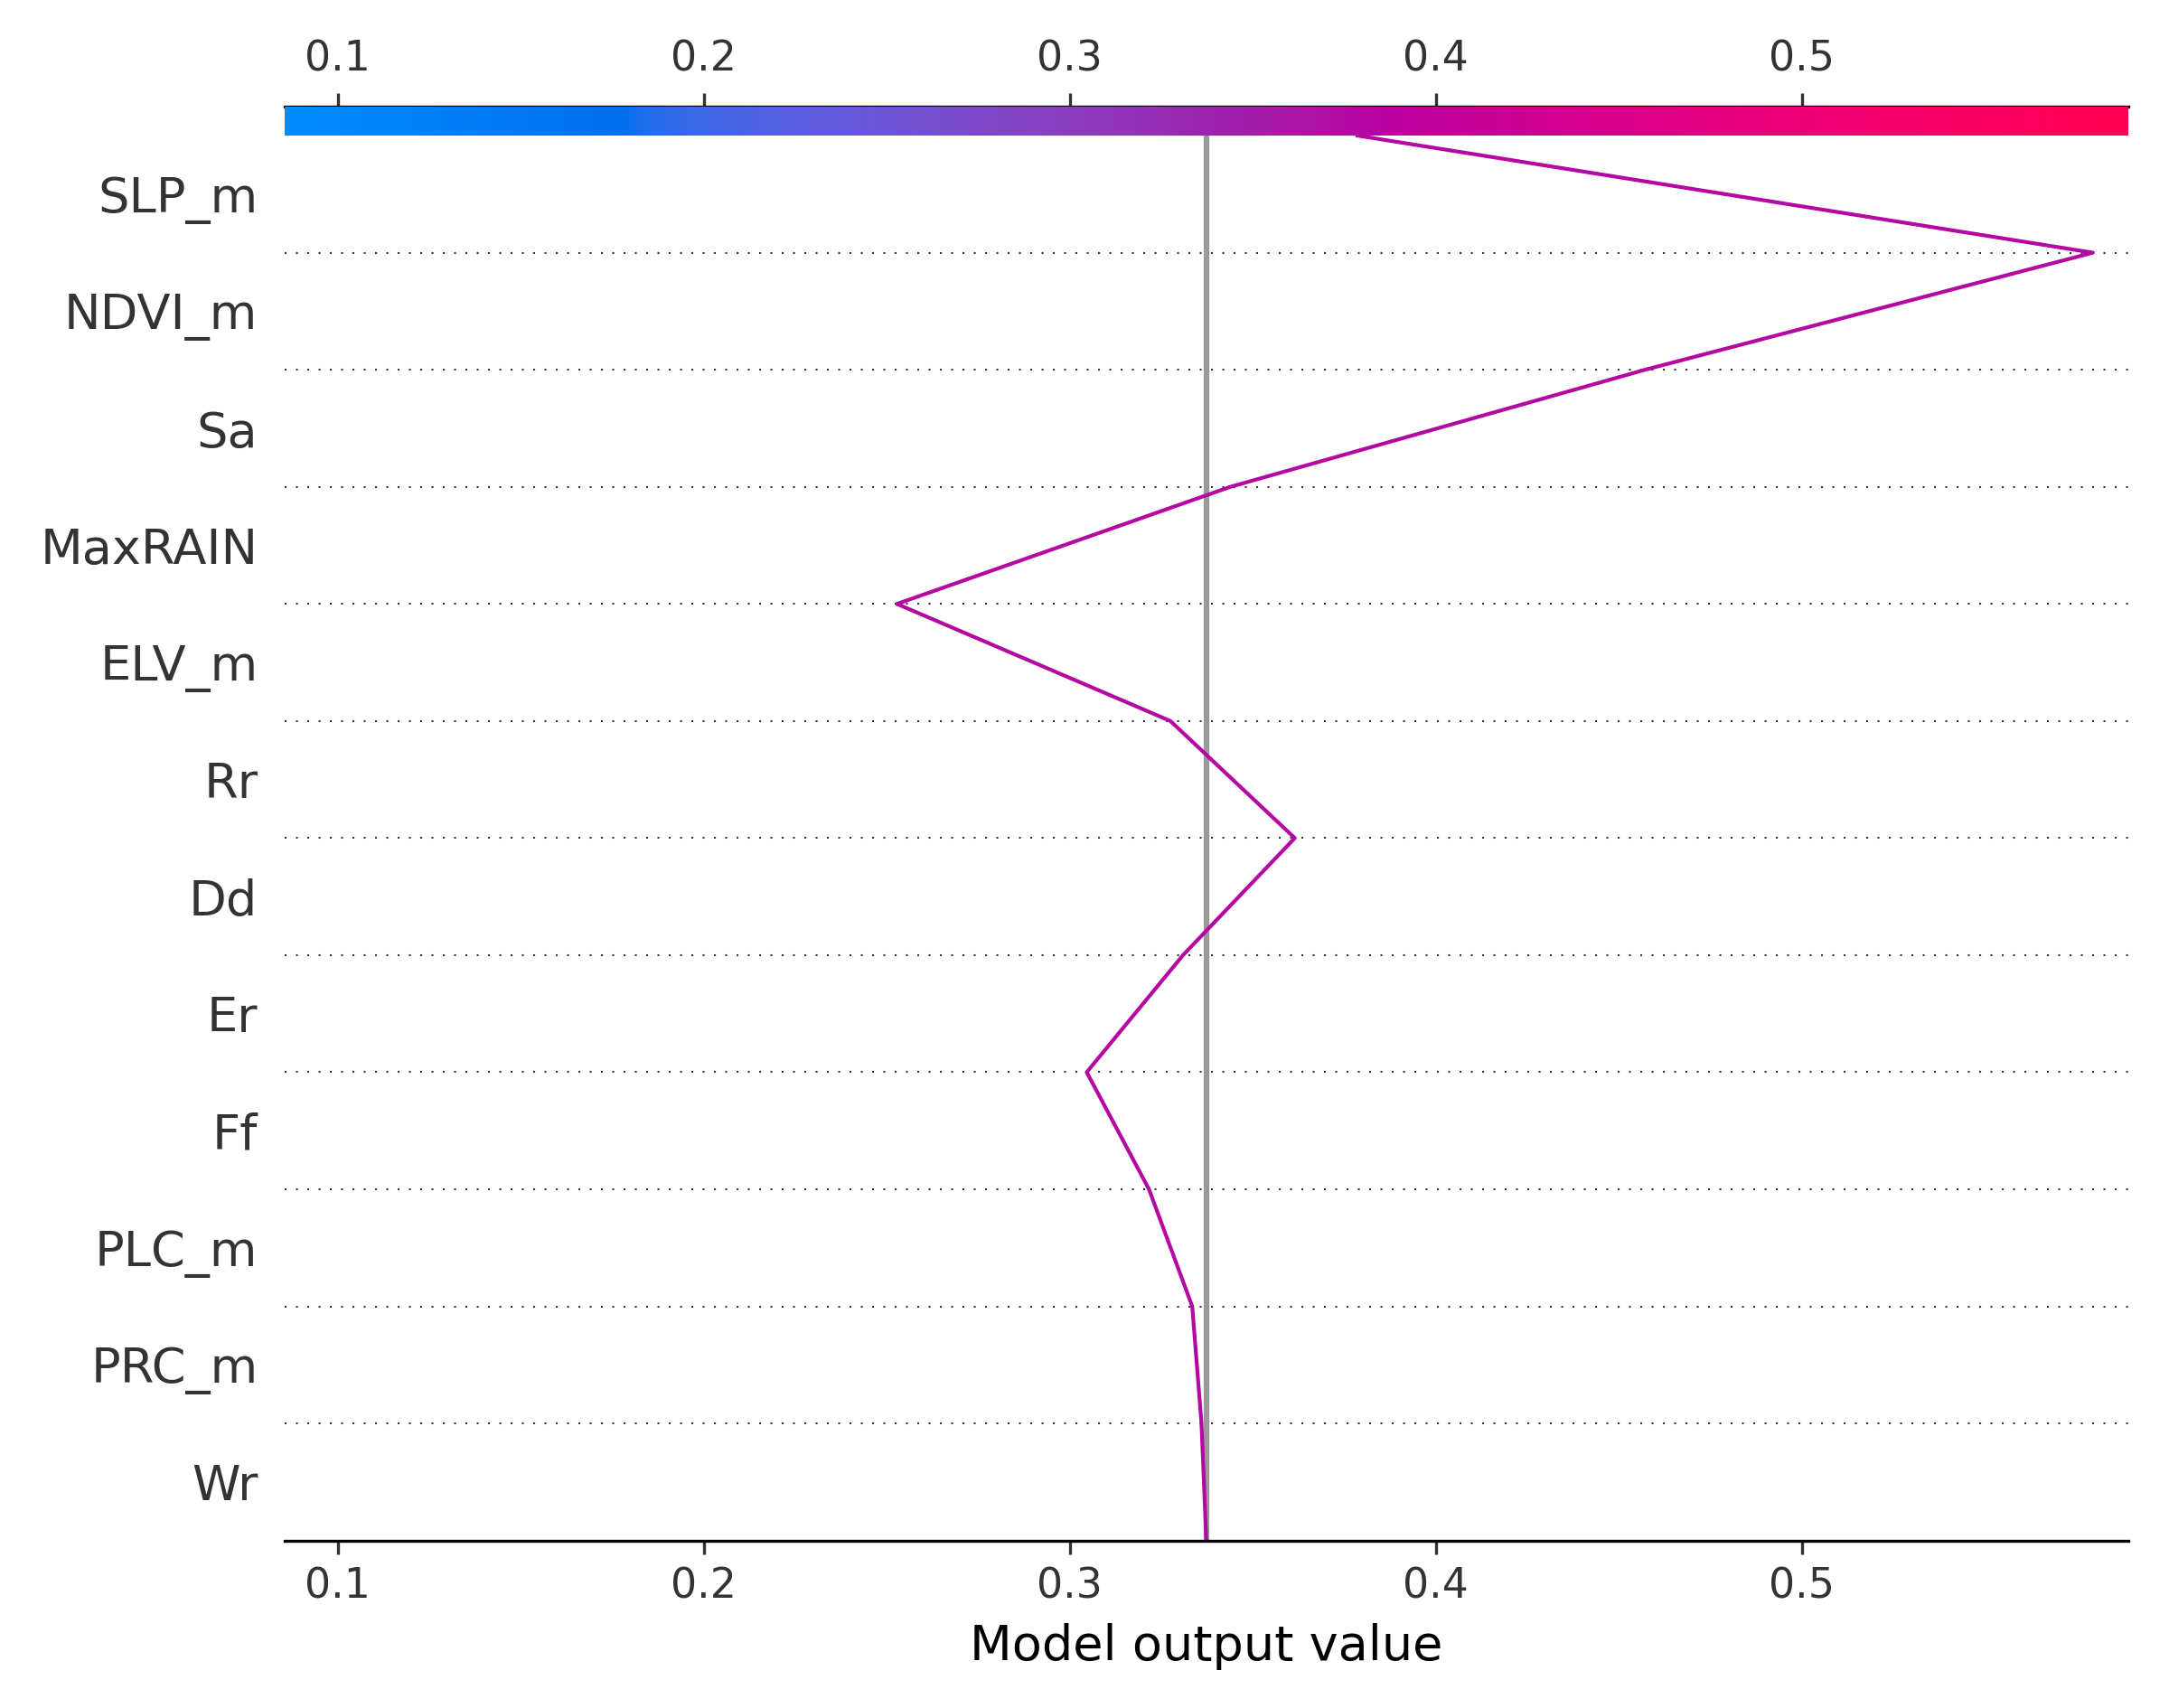 0.1 0.2 0.3 0.4 0.5
SLP_m
NDVI_m
Sa
MaxRAIN
ELV_m
Rr
Dd
Er
Ff
PLC_m
PRC_m
Wr
0.1 0.2 0.3 0.4 0.5
Model output value